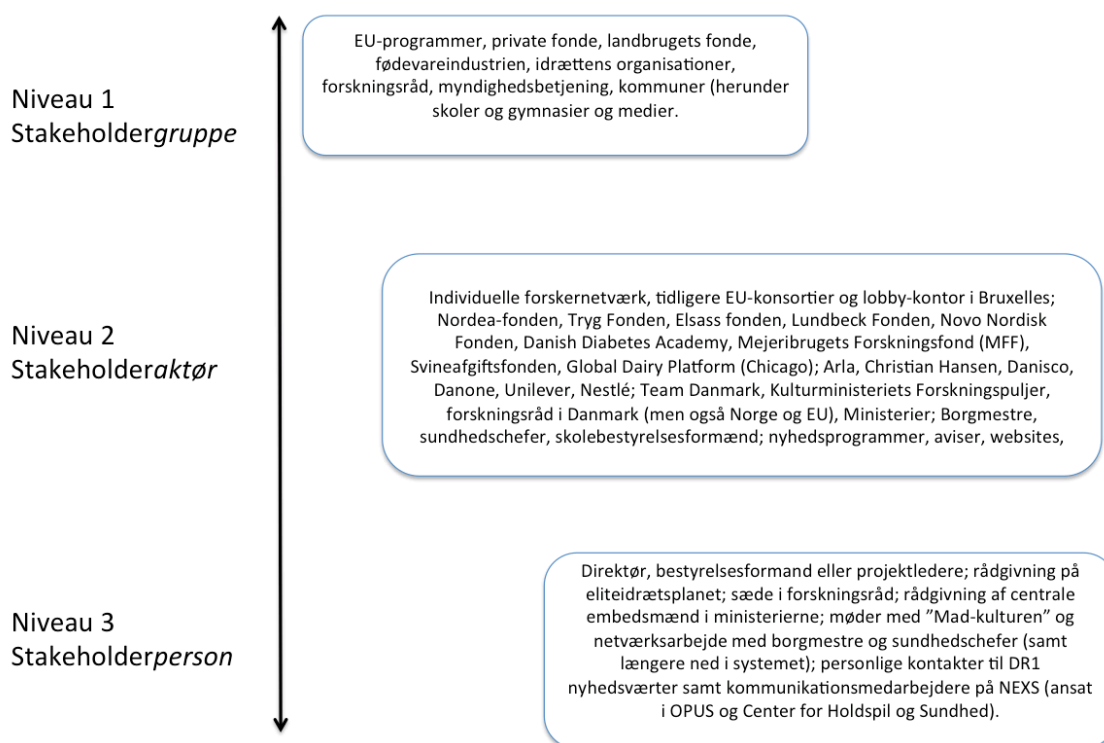 Niveau 1
Stakeholdergruppe
EU-programmer, private fonde, landbrugets fonde,
fødevareindustrien, idrættens organisationer,
forskningsråd, myndighedsbetjening, kommuner (herunder
skoler og gymnasier og medier.
Niveau 2
Stakeholderaktør
Individuelle forskernetværk, tidligere EU-konsortier og lobby-kontor i Bruxelles;
Nordea-fonden, Tryg Fonden, Elsass fonden, Lundbeck Fonden, Novo Nordisk
Fonden, Danish Diabetes Academy, Mejeribrugets Forskningsfond (MFF),
Svineafgiftsfonden, Global Dairy Platform (Chicago); Arla, Christian Hansen, Danisco,
Danone, Unilever, Nestlé; Team Danmark, Kulturministeriets Forskningspuljer,
forskningsråd i Danmark (men også Norge og EU), Ministerier; Borgmestre,
sundhedschefer, skolebestyrelsesformænd; nyhedsprogrammer, aviser, websites,
Niveau 3
Stakeholderperson
Direktør, bestyrelsesformand eller projektledere; rådgivning på
eliteidrætsplanet; sæde i forskningsråd; rådgivning af centrale
embedsmænd i ministerierne; møder med ”Mad-kulturen” og
netværksarbejde med borgmestre og sundhedschefer (samt
længere ned i systemet); personlige kontakter til DR1
nyhedsværter samt kommunikationsmedarbejdere på NEXS (ansat
i OPUS og Center for Holdspil og Sundhed).